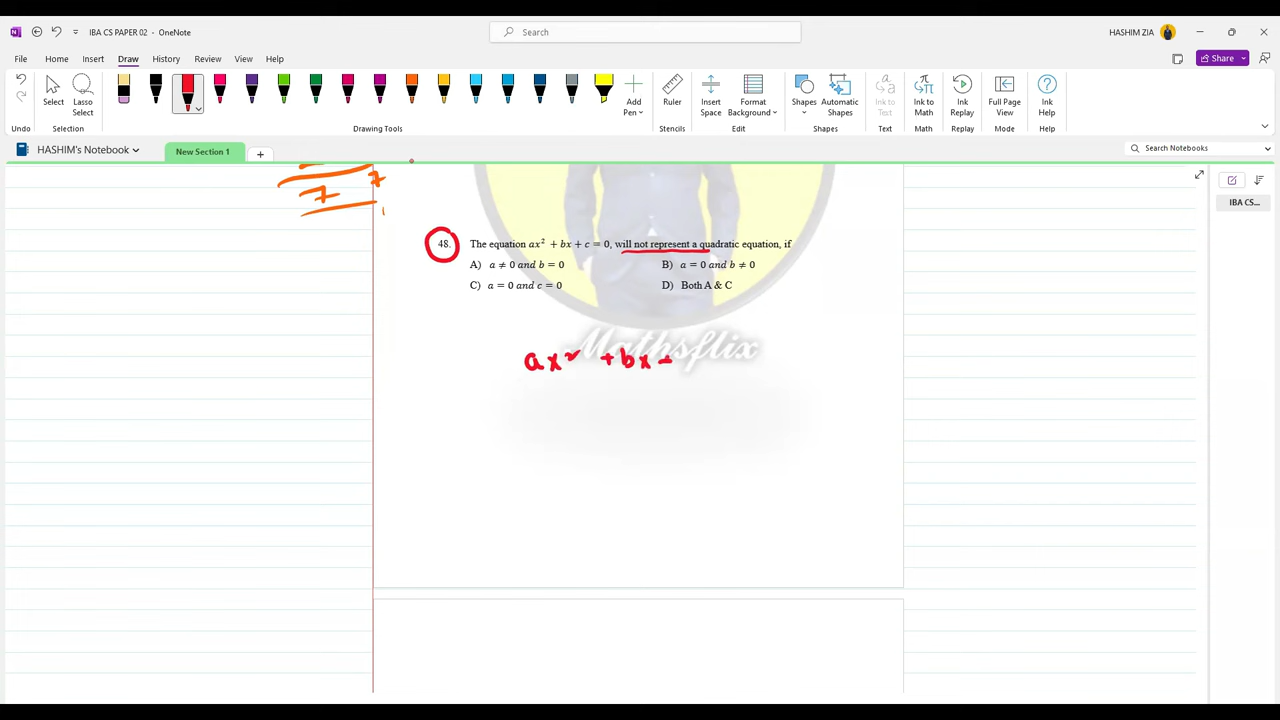 IBA CS PAPER 02 - OneNote
Search
HASHIM ZIA
File Home Insert Draw History Review View Help
Share
Undo
Select
Lasso Select
Selection
Drawing Tools
Add Pen
Ruler
Stencils
Insert Space
Format Background
Edit
Shapes
Automatic Shapes
Shapes
Ink to Text
Text
Ink to Math
Math
Ink Replay
Replay
Full Page View
Mode
Ink Help
Help
HASHIM's Notebook
New Section 1
Search Notebooks
IBA CS...
7
7
48. The equation ax² + bx + c = 0, will not represent a quadratic equation, if
A) a ≠ 0 and b = 0 B) a = 0 and b ≠ 0
C) a = 0 and c = 0 D) Both A & C
Mathsflix
ax² + bx -